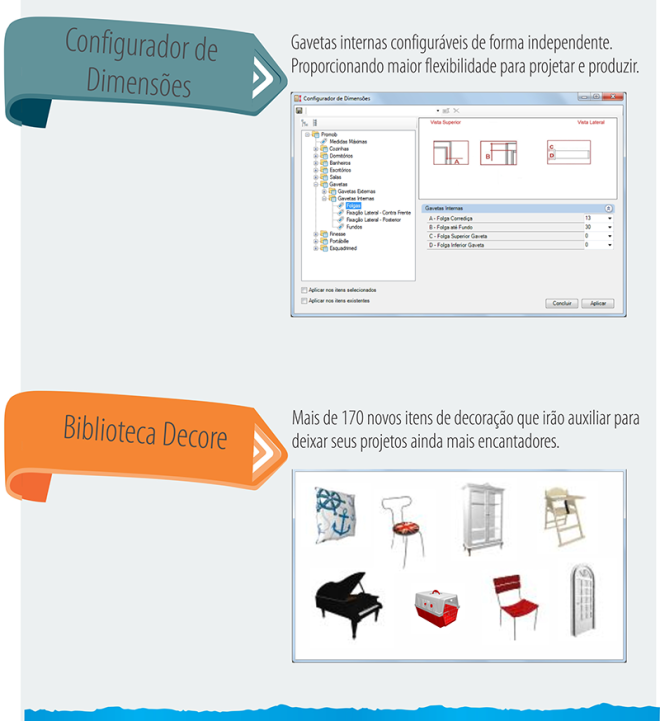 Configurador de
Dimensões
Gavetas internas configuráveis de forma independente.
Proporcionando maior flexibilidade para projetar e produzir.
Configurador de Dimensões
Promob
Medidas Máximas
Cozinhas
Dormitórios
Banheiros
Escritórios
Salas
Gavetas
Gavetas Externas
Gavetas Internas
Folgas
Fixação Lateral - Contra Frente
Fixação Lateral - Posterior
Fundos
Finesse
Portábille
Esquadrimed
Vista Superior
Vista Lateral
A
B
C
D
Gavetas Internas
A - Folga Corrediça 13
B - Folga até Fundo 30
C - Folga Superior Gaveta 0
D - Folga Inferior Gaveta 0
Aplicar nos itens selecionados
Aplicar nos itens existentes
Concluir
Aplicar
Biblioteca Decore
Mais de 170 novos itens de decoração que irão auxiliar para
deixar seus projetos ainda mais encantadores.